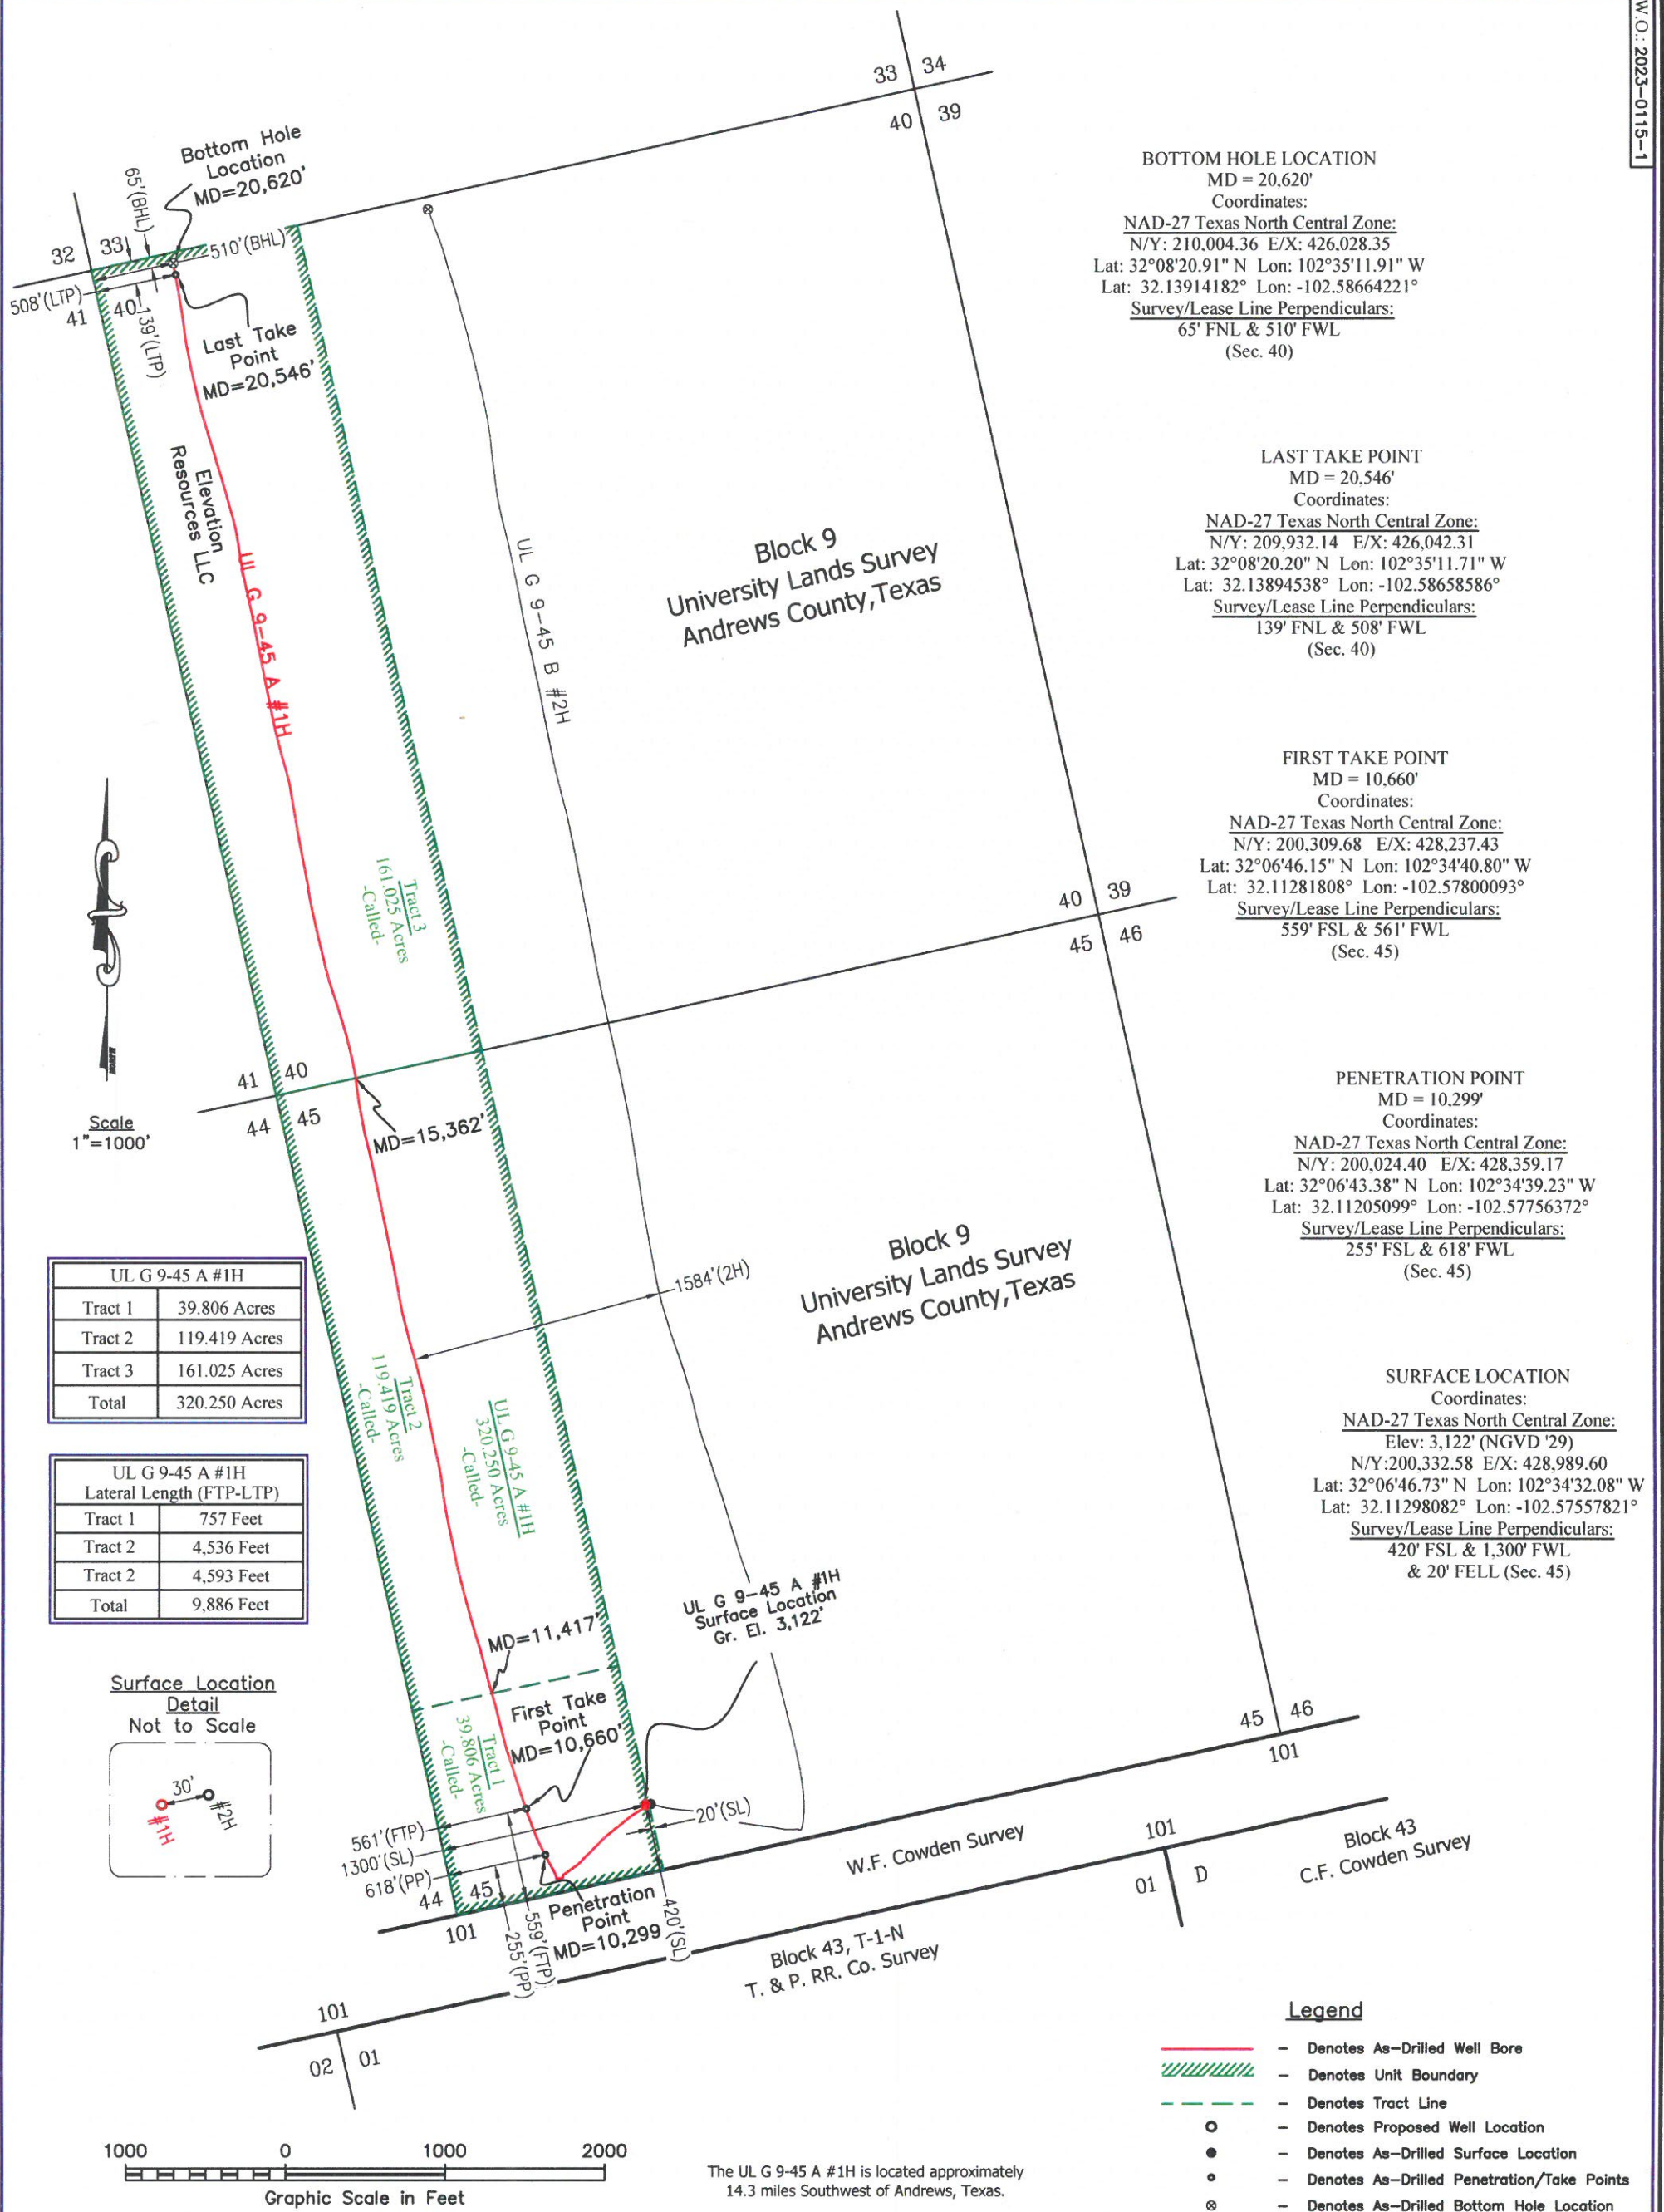 W.O.: 2023-0115-1
33 34
40 39
Bottom Hole
Location
MD=20,620'
65'(BHL)
32 33
510'(BHL)
508'(LTP)
41 40
139'(LTP)
Last Take
Point
MD=20,546'
Elevation
Resources LLC
UL G 9-45 A #1H
UL G 9-45 B #2H
Block 9
University Lands Survey
Andrews County,Texas
Tract 3
161.025 Acres
-Called-
40 39
45 46
41 40
44 45
MD=15,362'
Scale
1"=1000'
BOTTOM HOLE LOCATION
MD = 20,620'
Coordinates:
NAD-27 Texas North Central Zone:
N/Y: 210,004.36 E/X: 426,028.35
Lat: 32°08'20.91" N Lon: 102°35'11.91" W
Lat: 32.13914182° Lon: -102.58664221°
Survey/Lease Line Perpendiculars:
65' FNL & 510' FWL
(Sec. 40)
LAST TAKE POINT
MD = 20,546'
Coordinates:
NAD-27 Texas North Central Zone:
N/Y: 209,932.14 E/X: 426,042.31
Lat: 32°08'20.20" N Lon: 102°35'11.71" W
Lat: 32.13894538° Lon: -102.58658586°
Survey/Lease Line Perpendiculars:
139' FNL & 508' FWL
(Sec. 40)
FIRST TAKE POINT
MD = 10,660'
Coordinates:
NAD-27 Texas North Central Zone:
N/Y: 200,309.68 E/X: 428,237.43
Lat: 32°06'46.15" N Lon: 102°34'40.80" W
Lat: 32.11281808° Lon: -102.57800093°
Survey/Lease Line Perpendiculars:
559' FSL & 561' FWL
(Sec. 45)
PENETRATION POINT
MD = 10,299'
Coordinates:
NAD-27 Texas North Central Zone:
N/Y: 200,024.40 E/X: 428,359.17
Lat: 32°06'43.38" N Lon: 102°34'39.23" W
Lat: 32.11205099° Lon: -102.57756372°
Survey/Lease Line Perpendiculars:
255' FSL & 618' FWL
(Sec. 45)
SURFACE LOCATION
Coordinates:
NAD-27 Texas North Central Zone:
Elev: 3,122' (NGVD '29)
N/Y:200,332.58 E/X: 428,989.60
Lat: 32°06'46.73" N Lon: 102°34'32.08" W
Lat: 32.11298082° Lon: -102.57557821°
Survey/Lease Line Perpendiculars:
420' FSL & 1,300' FWL
& 20' FELL (Sec. 45)
UL G 9-45 A #1H
Tract 1 39.806 Acres
Tract 2 119.419 Acres
Tract 3 161.025 Acres
Total 320.250 Acres
UL G 9-45 A #1H
Lateral Length (FTP-LTP)
Tract 1 757 Feet
Tract 2 4,536 Feet
Tract 2 4,593 Feet
Total 9,886 Feet
1584'(2H)
Block 9
University Lands Survey
Andrews County,Texas
Tract 2
119.419 Acres
-Called-
UL G 9-45 A #1H
320.250 Acres
-Called-
UL G 9-45 A #1H
Surface Location
Gr. El. 3,122'
MD=11,417'
First Take
Point
MD=10,660'
Tract 1
39.806 Acres
-Called-
Surface Location
Detail
Not to Scale
30'
#1H
#2H
561'(FTP)
1300'(SL)
618'(PP)
20'(SL)
44 45
101
Penetration
Point
MD=10,299
559'(FTP)
255'(PP)
420'(SL)
45 46
101
W.F. Cowden Survey
101
01 D
Block 43
C.F. Cowden Survey
Block 43, T-1-N
T. & P. RR. Co. Survey
101
02 01
1000 0 1000 2000
Graphic Scale in Feet
The UL G 9-45 A #1H is located approximately
14.3 miles Southwest of Andrews, Texas.
Legend
- Denotes As-Drilled Well Bore
- Denotes Unit Boundary
- Denotes Tract Line
- Denotes Proposed Well Location
- Denotes As-Drilled Surface Location
- Denotes As-Drilled Penetration/Take Points
- Denotes As-Drilled Bottom Hole Location